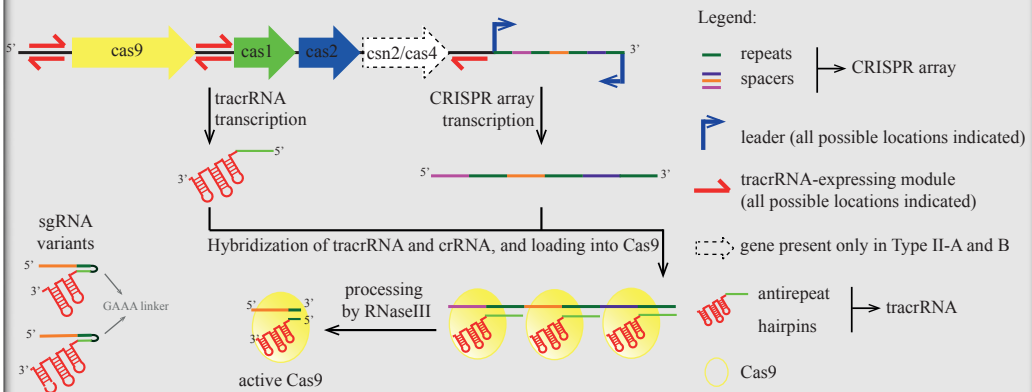 5’
cas9
cas1
cas2
csn2/cas4
3’
tracrRNA
transcription
CRISPR array
transcription
5’
3’
5’
3’
Hybridization of tracrRNA and crRNA, and loading into Cas9
sgRNA
variants
5’
3’
GAAA linker
5’
3’
5’
3’
5’
3’
active Cas9
processing
by RNaseIII
Legend:
repeats
spacers
CRISPR array
leader (all possible locations indicated)
tracrRNA-expressing module
(all possible locations indicated)
gene present only in Type II-A and B
antirepeat
hairpins
tracrRNA
Cas9